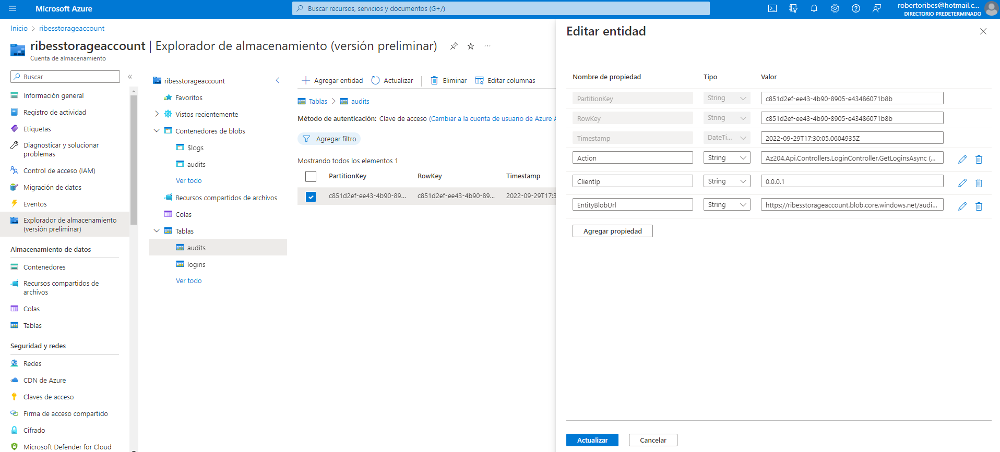 Microsoft Azure
Buscar recursos, servicios y documentos (G+/)
robertoribes@hotmail.c...
DIRECTORIO PREDETERMINADO
Inicio > ribesstorageaccount
ribesstorageaccount | Explorador de almacenamiento (versión preliminar)
Cuenta de almacenamiento
Buscar
Información general
Registro de actividad
Etiquetas
Diagnosticar y solucionar
problemas
Control de acceso (IAM)
Migración de datos
Eventos
Explorador de almacenamiento
(versión preliminar)
Almacenamiento de datos
Contenedores
Recursos compartidos de
archivos
Colas
Tablas
Seguridad y redes
Redes
CDN de Azure
Claves de acceso
Firma de acceso compartido
Cifrado
Microsoft Defender for Cloud
ribesstorageaccount
Favoritos
Vistos recientemente
Contenedores de blobs
$logs
audits
Ver todo
Recursos compartidos de archivos
Colas
Tablas
audits
logins
Ver todo
Agregar entidad Actualizar Eliminar Editar columnas
Tablas > audits
Método de autenticación: Clave de acceso (Cambiar a la cuenta de usuario de Azure A
Agregar filtro
Mostrando todos los elementos 1
PartitionKey RowKey Timestamp
c851d2ef-ee43-4b90-89... c851d2ef-ee43-4b90-89... 2022-09-29T17:3
Editar entidad
Nombre de propiedad Tipo Valor
PartitionKey String c851d2ef-ee43-4b90-8905-e43486071b8b
RowKey String c851d2ef-ee43-4b90-8905-e43486071b8b
Timestamp DateTi... 2022-09-29T17:30:05.0604935Z
Action String Az204.Api.Controllers.LoginController.GetLoginsAsync (...
ClientIp String 0.0.0.1
EntityBlobUrl String https://ribesstorageaccount.blob.core.windows.net/audi...
Agregar propiedad
Actualizar Cancelar